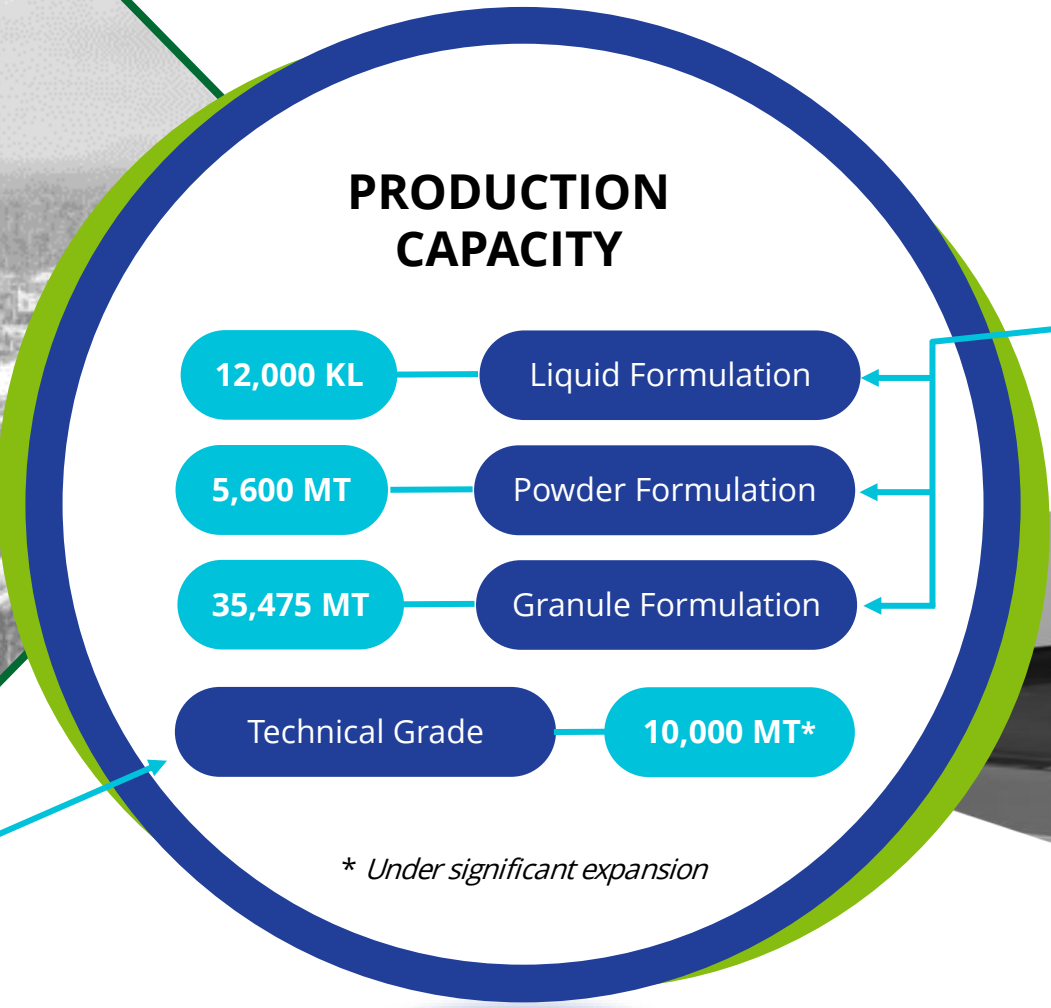 PRODUCTION
CAPACITY
12,000 KL Liquid Formulation
5,600 MT Powder Formulation
35,475 MT Granule Formulation
Technical Grade 10,000 MT*
* Under significant expansion